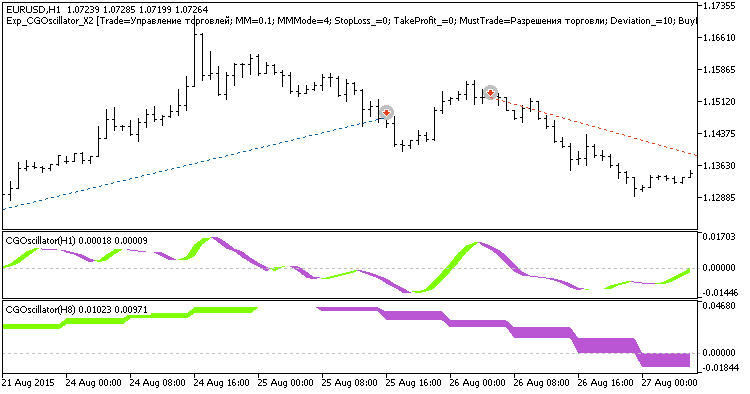 EURUSD,H1 1.07239 1.07285 1.07199 1.07264
Exp_CGOscillator_X2 [Trade=Управление торговлей; MM=0.1; MMMode=4; StopLoss_=0; TakeProfit_=0; MustTrade=Разрешения торговли; Deviation_=10; Buy
1.17355
1.16610
1.15865
1.15120
1.14375
1.13630
1.12885
CGOscillator(H1) 0.00018 0.00009
0.01703
0.00000
-0.01446
CGOscillator(H8) 0.01023 0.00971
0.04680
0.00000
-0.01844
21 Aug 2015 24 Aug 00:00 24 Aug 08:00 24 Aug 16:00 25 Aug 00:00 25 Aug 08:00 25 Aug 16:00 26 Aug 00:00 26 Aug 08:00 26 Aug 16:00 27 Aug 00:00